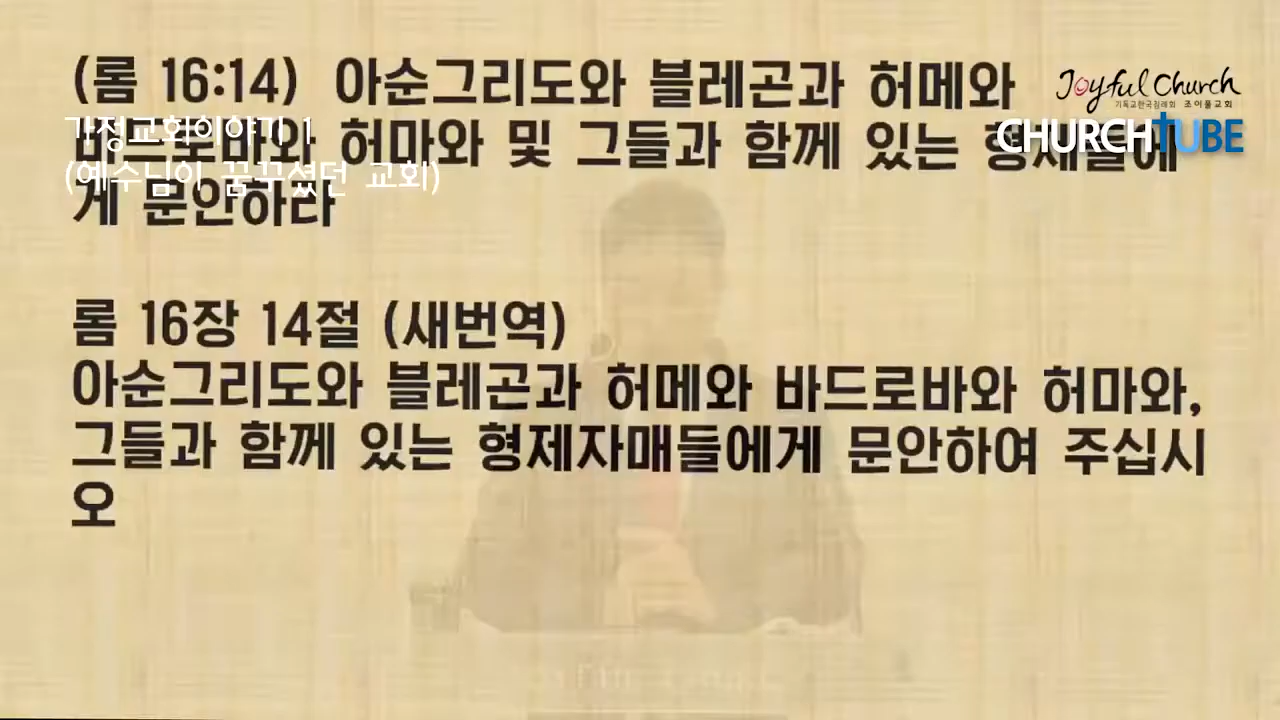 (롬 16:14) 아순그리도와 블레곤과 허메와
바드로바와 허마와 및 그들과 함께 있는 형제들에
게 문안하라
롬 16장 14절 (새번역)
아순그리도와 블레곤과 허메와 바드로바와 허마와,
그들과 함께 있는 형제자매들에게 문안하여 주십시
오
가정교회이야기 1
(예수님이 꿈꾸셨던 교회)
Joyful Church
기독교한국침례회 조이풀교회
CHURCHTUBE